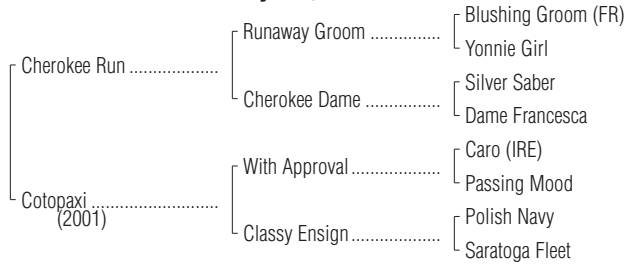 Blushing Groom (FR)
Runaway Groom ................
Yonnie Girl
Cherokee Run ...................
Silver Saber
Cherokee Dame ................
Dame Francesca
Caro (IRE)
With Approval ...................
Passing Mood
Cotopaxi ...........................
(2001)
Polish Navy
Classy Ensign ...................
Saratoga Fleet